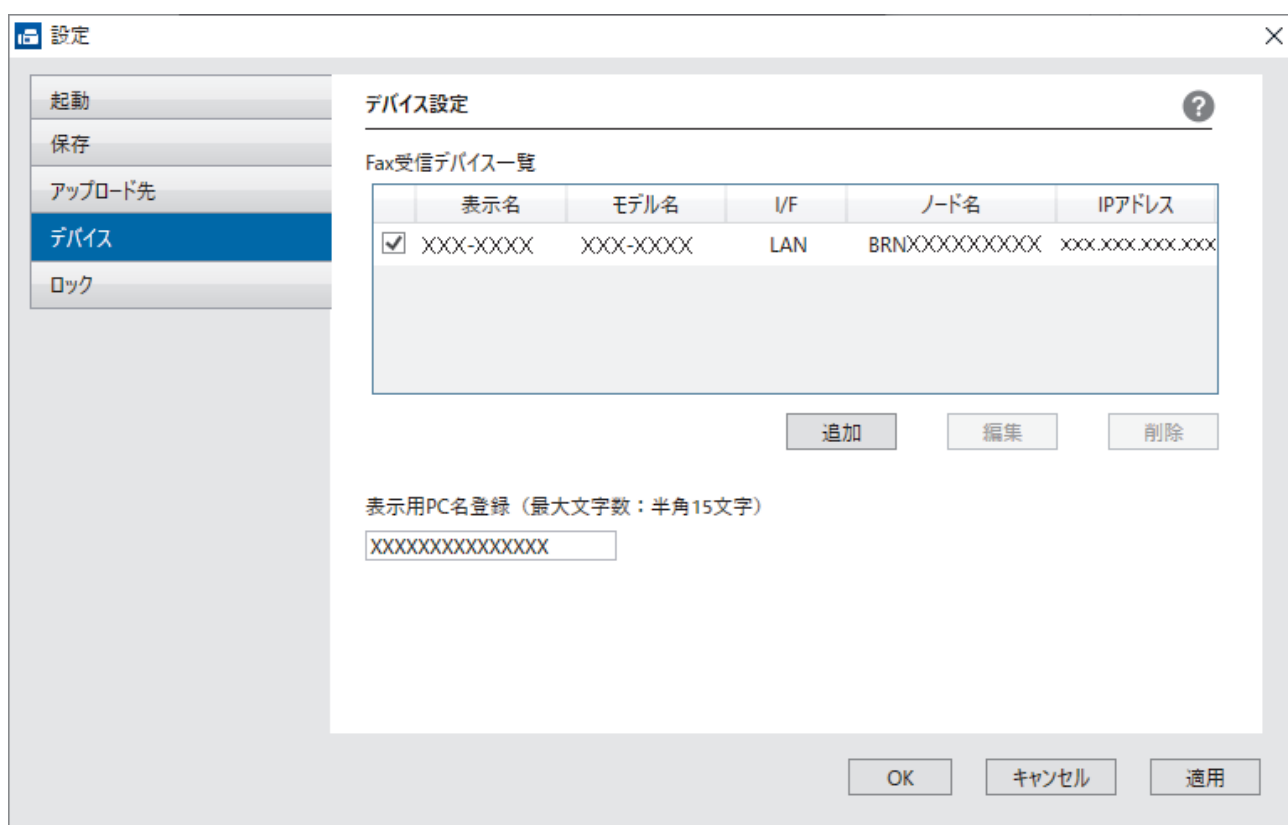 設定
起動
保存
アップロード先
デバイス
ロック
デバイス設定
?
Fax受信デバイス一覧
表示名 モデル名 I/F ノード名 IPアドレス
XXX-XXXX XXX-XXXX LAN BRNXXXXXXXXX XXX.XXX.XXX.XXX
追加 編集 削除
表示用PC名登録（最大文字数：半角15文字）
XXXXXXXXXXXXXXX
OK キャンセル 適用